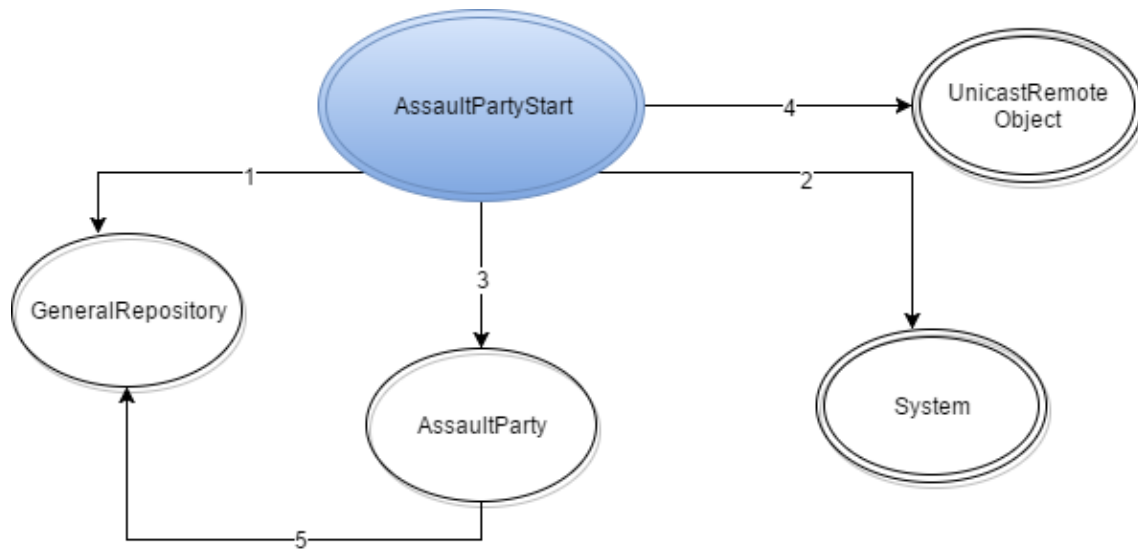 AssaultPartyStart
UnicastRemote
Object
4
1
2
3
GeneralRepository
AssaultParty
System
5